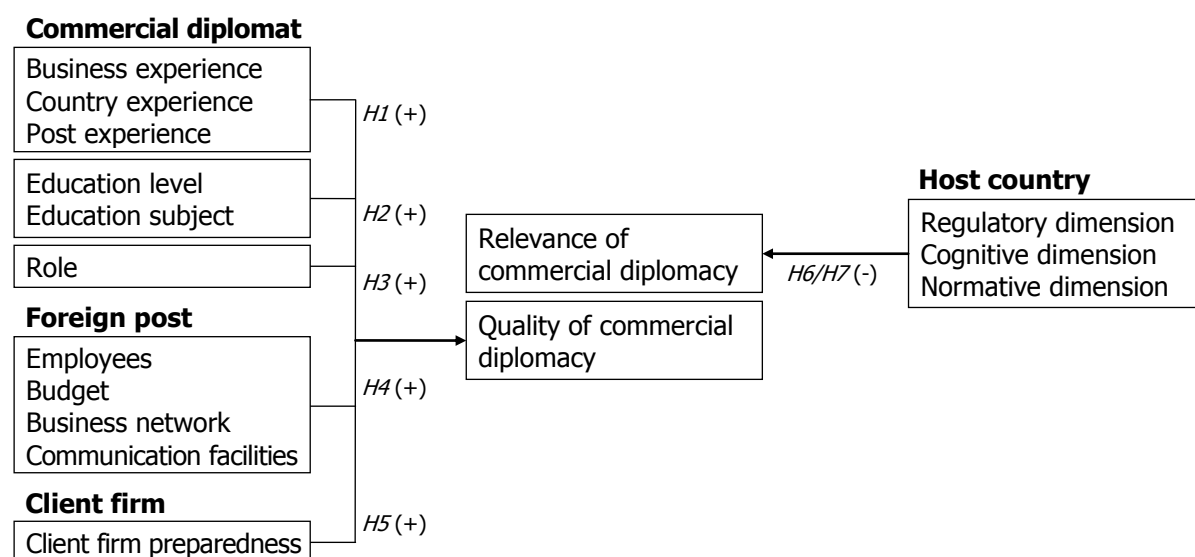 Commercial diplomat
Business experience
Country experience
Post experience
H1 (+)
Education level
Education subject
H2 (+)
Role
H3 (+)
Foreign post
Employees
Budget
Business network
Communication facilities
H4 (+)
Client firm
Client firm preparedness
H5 (+)
Relevance of
commercial diplomacy
Quality of commercial
diplomacy
H6/H7 (-)
Host country
Regulatory dimension
Cognitive dimension
Normative dimension